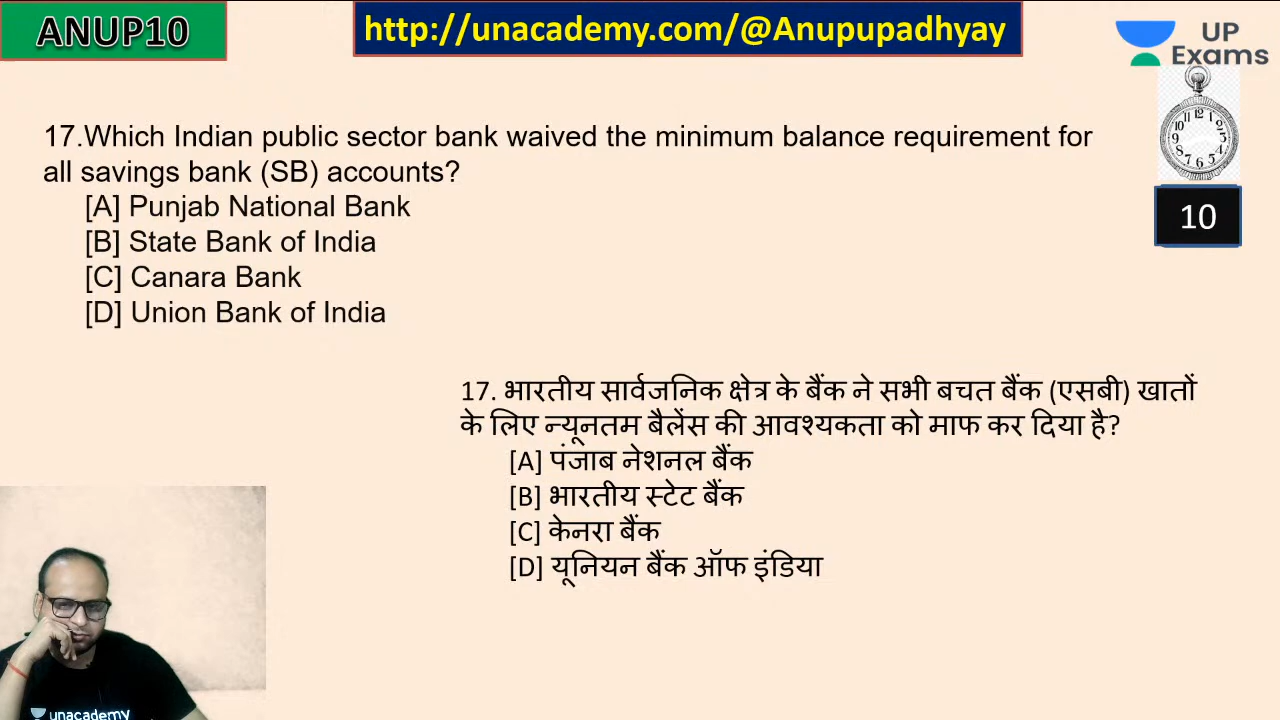 ANUP10
http://unacademy.com/@Anupupadhyay
UP
Exams
17.Which Indian public sector bank waived the minimum balance requirement for
all savings bank (SB) accounts?
[A] Punjab National Bank
[B] State Bank of India
[C] Canara Bank
[D] Union Bank of India
10
17. भारतीय सार्वजनिक क्षेत्र के बैंक ने सभी बचत बैंक (एसबी) खातों
के लिए न्यूनतम बैलेंस की आवश्यकता को माफ कर दिया है?
[A] पंजाब नेशनल बैंक
[B] भारतीय स्टेट बैंक
[C] केनरा बैंक
[D] यूनियन बैंक ऑफ इंडिया
unacademy